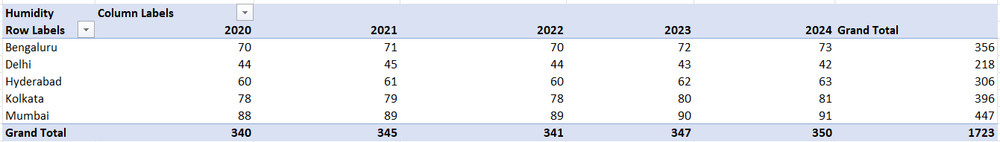 Humidity Column Labels
Row Labels 2020 2021 2022 2023 2024 Grand Total
Bengaluru 70 71 70 72 73 356
Delhi 44 45 44 43 42 218
Hyderabad 60 61 60 62 63 306
Kolkata 78 79 78 80 81 396
Mumbai 88 89 89 90 91 447
Grand Total 340 345 341 347 350 1723